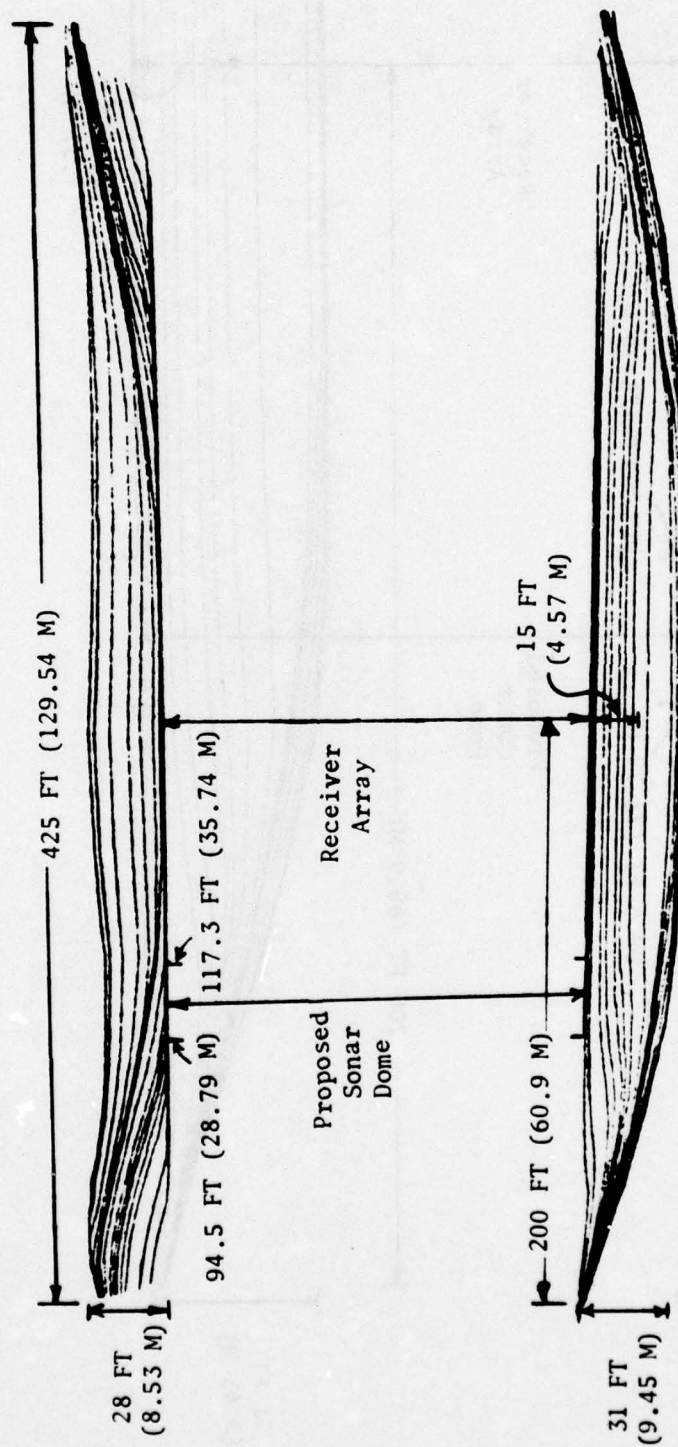 425 FT (129.54 M)
28 FT
(8.53 M)
94.5 FT (28.79 M)
117.3 FT (35.74 M)
Proposed
Sonar
Dome
Receiver
Array
15 FT
(4.57 M)
200 FT (60.9 M)
31 FT
(9.45 M)